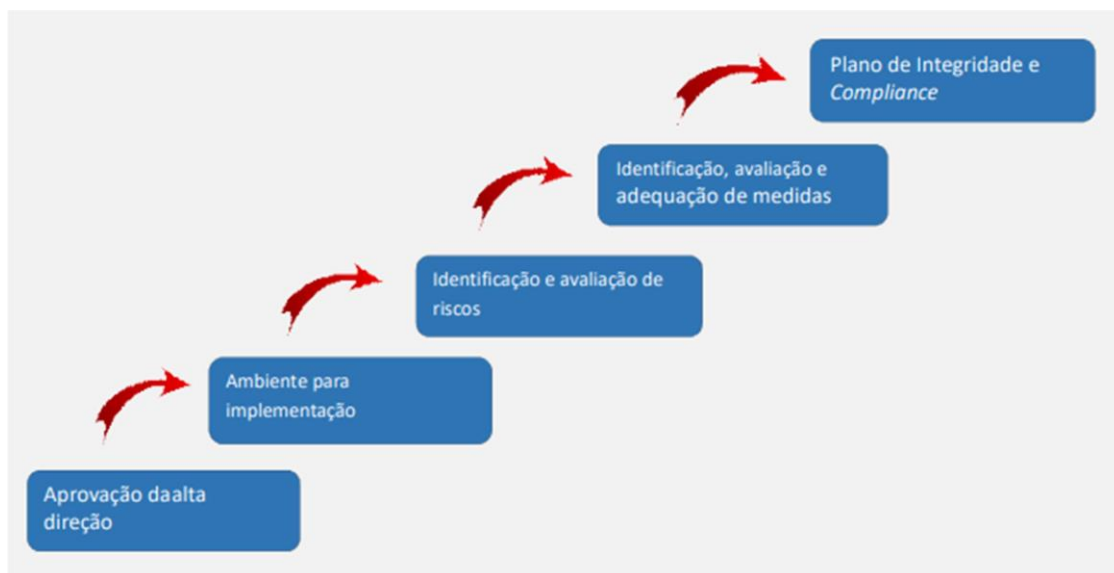 Plano de Integridade e
Compliance
Identificação, avaliação e
adequação de medidas
Identificação e avaliação de
riscos
Ambiente para
implementação
Aprovação daalta
direção